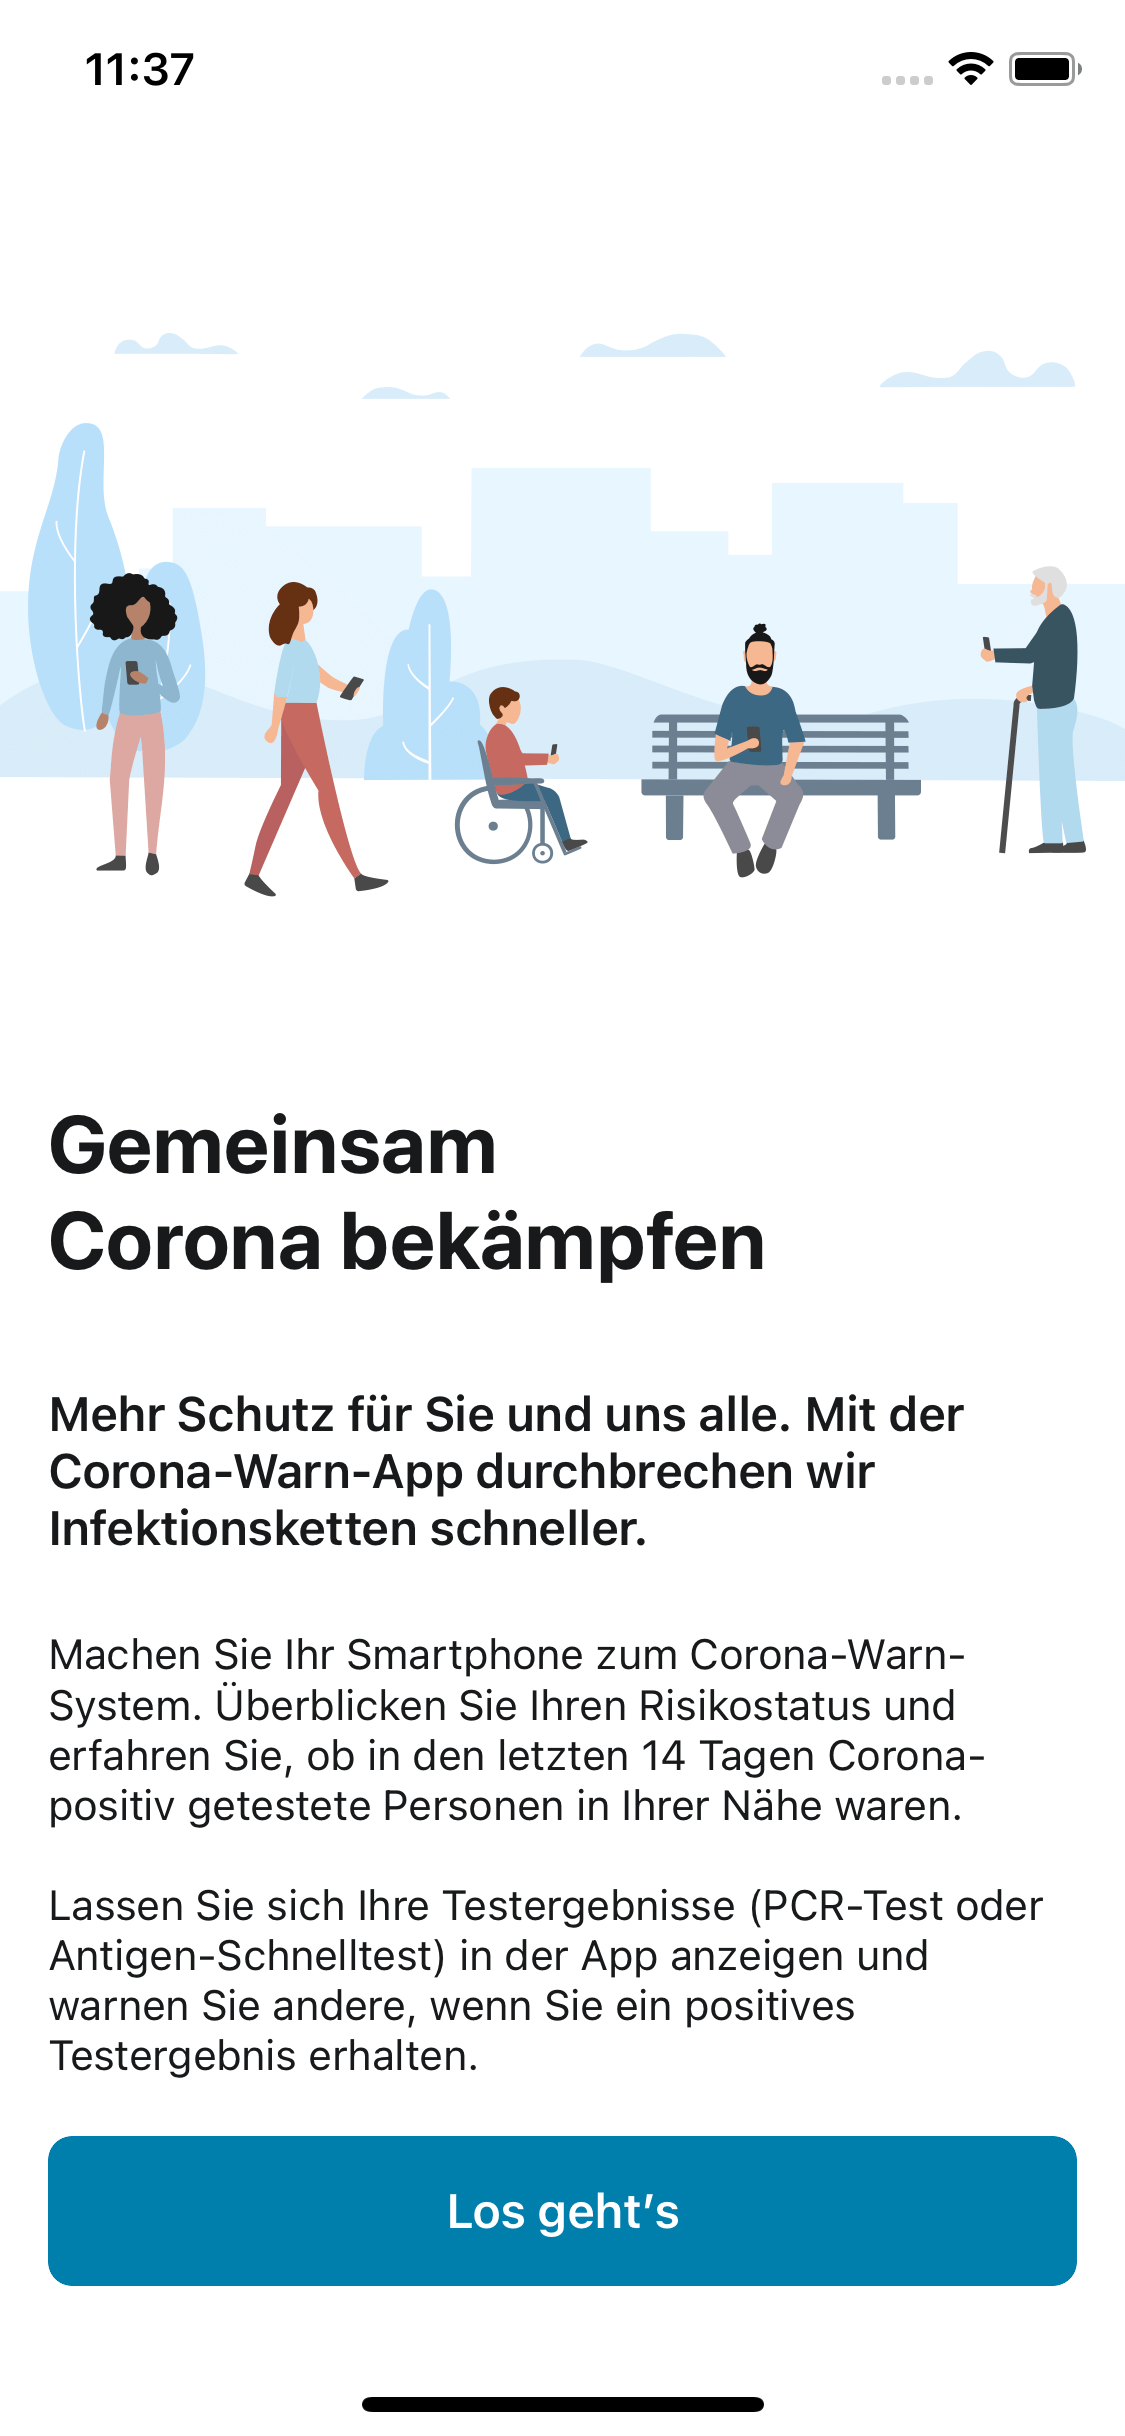 11:37
Gemeinsam
Corona bekämpfen
Mehr Schutz für Sie und uns alle. Mit der
Corona-Warn-App durchbrechen wir
Infektionsketten schneller.
Machen Sie Ihr Smartphone zum Corona-Warn-
System. Überblicken Sie Ihren Risikostatus und
erfahren Sie, ob in den letzten 14 Tagen Corona-
positiv getestete Personen in Ihrer Nähe waren.
Lassen Sie sich Ihre Testergebnisse (PCR-Test oder
Antigen-Schnelltest) in der App anzeigen und
warnen Sie andere, wenn Sie ein positives
Testergebnis erhalten.
Los geht’s